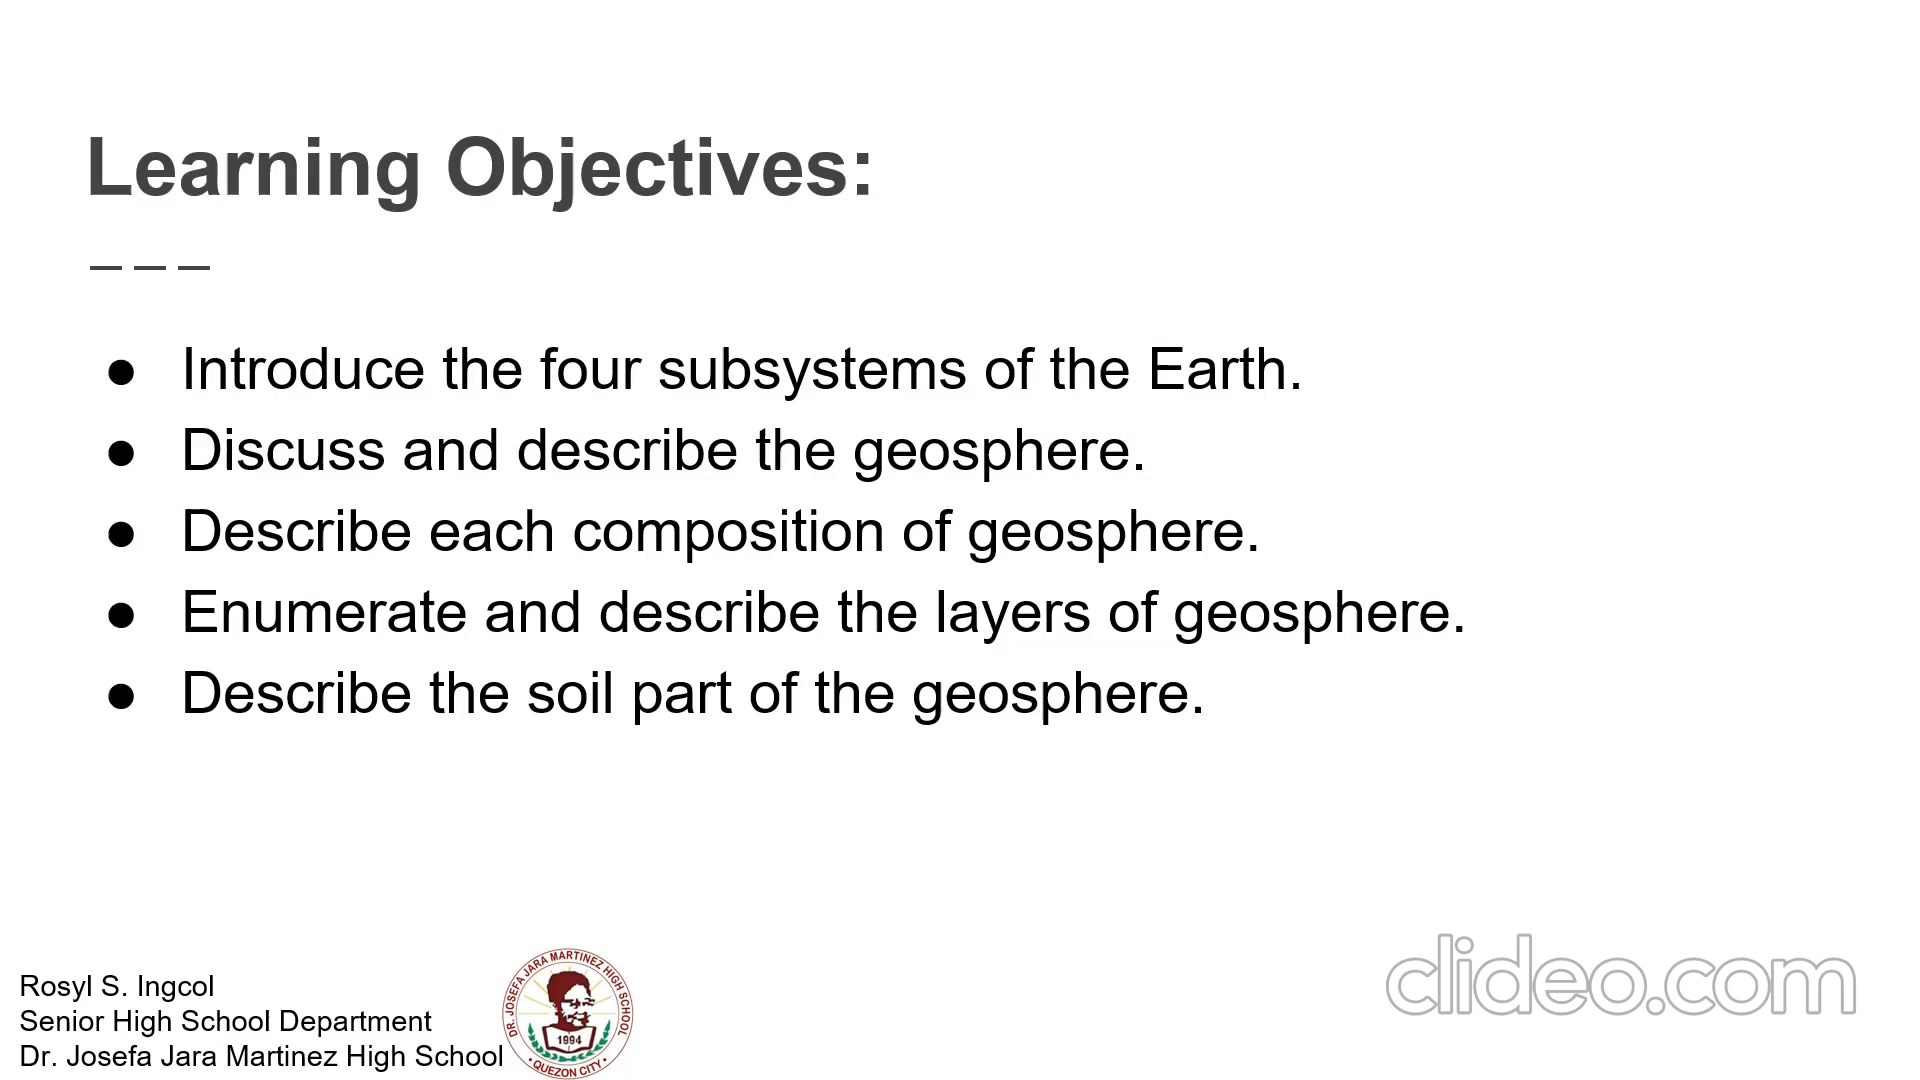 Learning Objectives:
● Introduce the four subsystems of the Earth.
● Discuss and describe the geosphere.
● Describe each composition of geosphere.
● Enumerate and describe the layers of geosphere.
● Describe the soil part of the geosphere.
Rosyl S. Ingcol
Senior High School Department
Dr. Josefa Jara Martinez High School
DR. JOSEFA JARA MARTINEZ HIGH SCHOOL
1994
• QUEZON CITY •
clideo.com